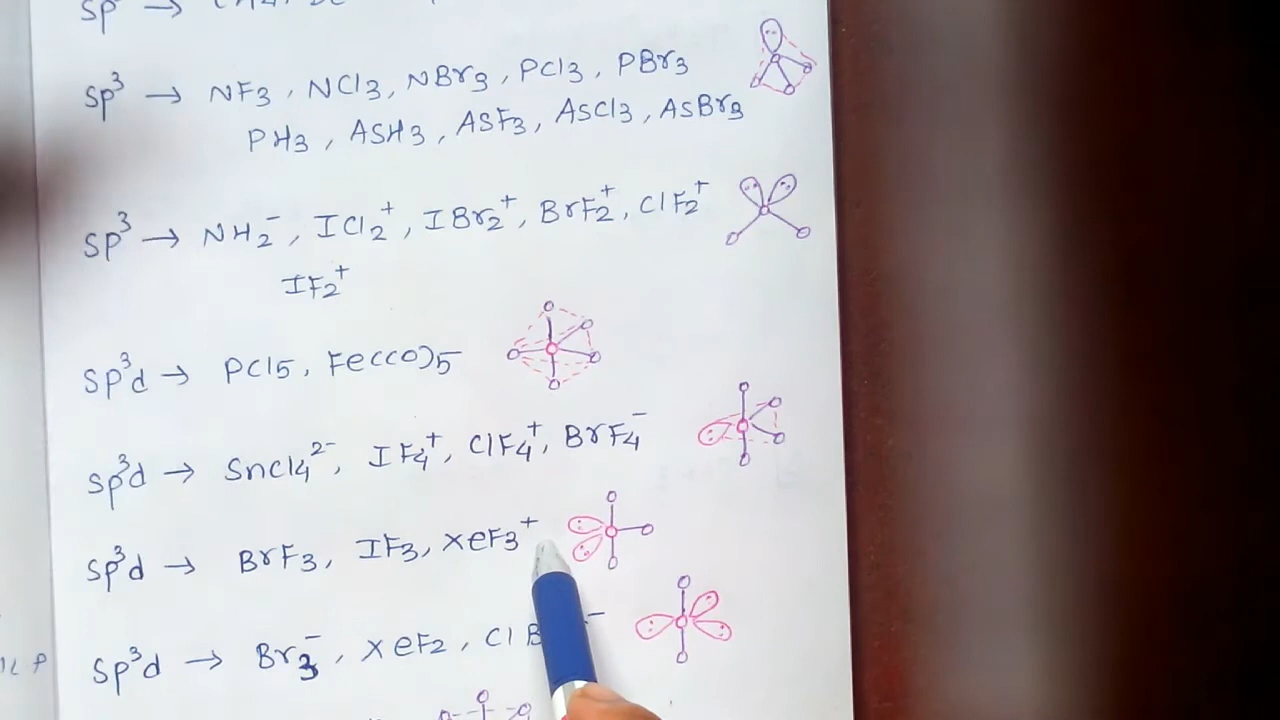 sp³ →
sp³ → NF₃, NCl₃, NBr₃, PCl₃, PBr₃
PH₃, ASH₃, ASF₃, AsCl₃, ASBr₃
sp³ → NH₂⁻, ICl₂⁺, IBr₂⁺, BrF₂⁺, ClF₂⁺
IF₂⁺
sp³d → PCl₅, Fe(CO)₅
sp³d → SnCl₄²⁻, IF₄⁺, ClF₄⁺, BrF₄⁻
sp³d → BrF₃, IF₃, XeF₃⁺
sp³d → Br₃⁻, XeF₂, Cl